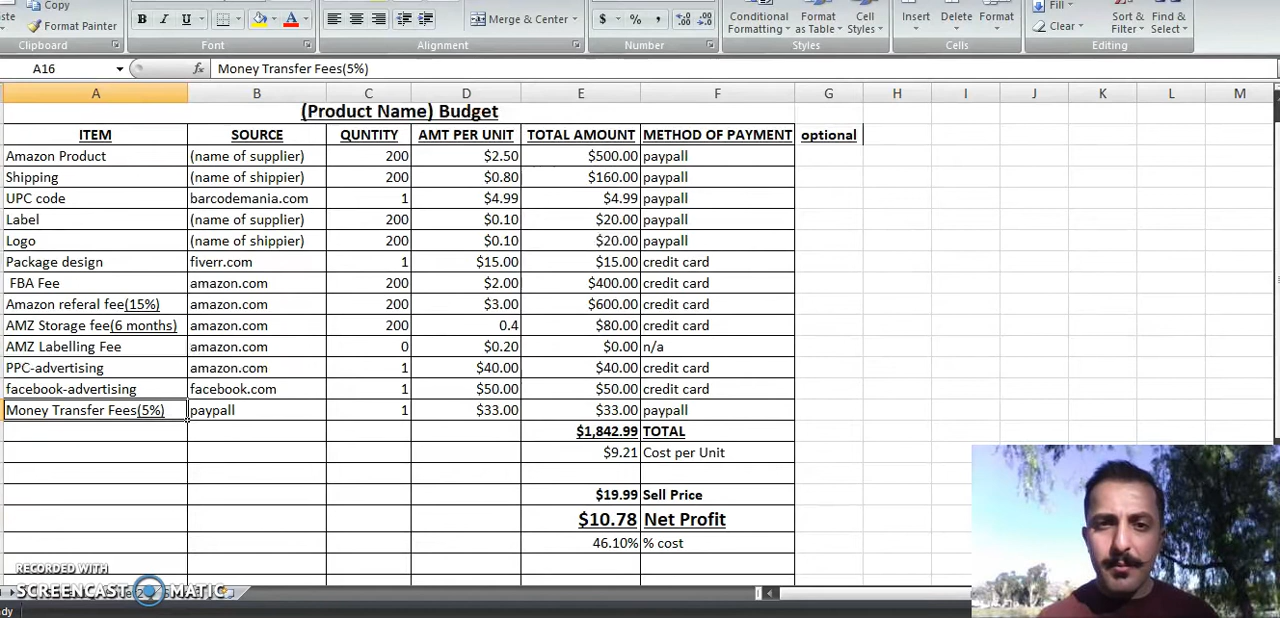 Copy
Fill
Format Painter
B I U A $ % , .00
Merge & Center
Conditional Formatting
Format as Table
Cell Styles
Insert Delete Format
Clear
Sort & Filter
Find & Select
Clipboard Font Alignment Number Styles Cells Editing
A16 fx Money Transfer Fees(5%)
A B C D E F G H I J K L M
(Product Name) Budget
ITEM SOURCE QUNTITY AMT PER UNIT TOTAL AMOUNT METHOD OF PAYMENT optional
Amazon Product (name of supplier) 200 $2.50 $500.00 paypall
Shipping (name of shippier) 200 $0.80 $160.00 paypall
UPC code barcodemania.com 1 $4.99 $4.99 paypall
Label (name of supplier) 200 $0.10 $20.00 paypall
Logo (name of shippier) 200 $0.10 $20.00 paypall
Package design fiverr.com 1 $15.00 $15.00 credit card
FBA Fee amazon.com 200 $2.00 $400.00 credit card
Amazon referal fee(15%) amazon.com 200 $3.00 $600.00 credit card
AMZ Storage fee(6 months) amazon.com 200 0.4 $80.00 credit card
AMZ Labelling Fee amazon.com 0 $0.20 $0.00 n/a
PPC-advertising amazon.com 1 $40.00 $40.00 credit card
facebook-advertising facebook.com 1 $50.00 $50.00 credit card
Money Transfer Fees(5%) paypall 1 $33.00 $33.00 paypall
$1,842.99 TOTAL
$9.21 Cost per Unit
$19.99 Sell Price
$10.78 Net Profit
46.10% % cost
RECORDED WITH
SCREENCAST MATIC